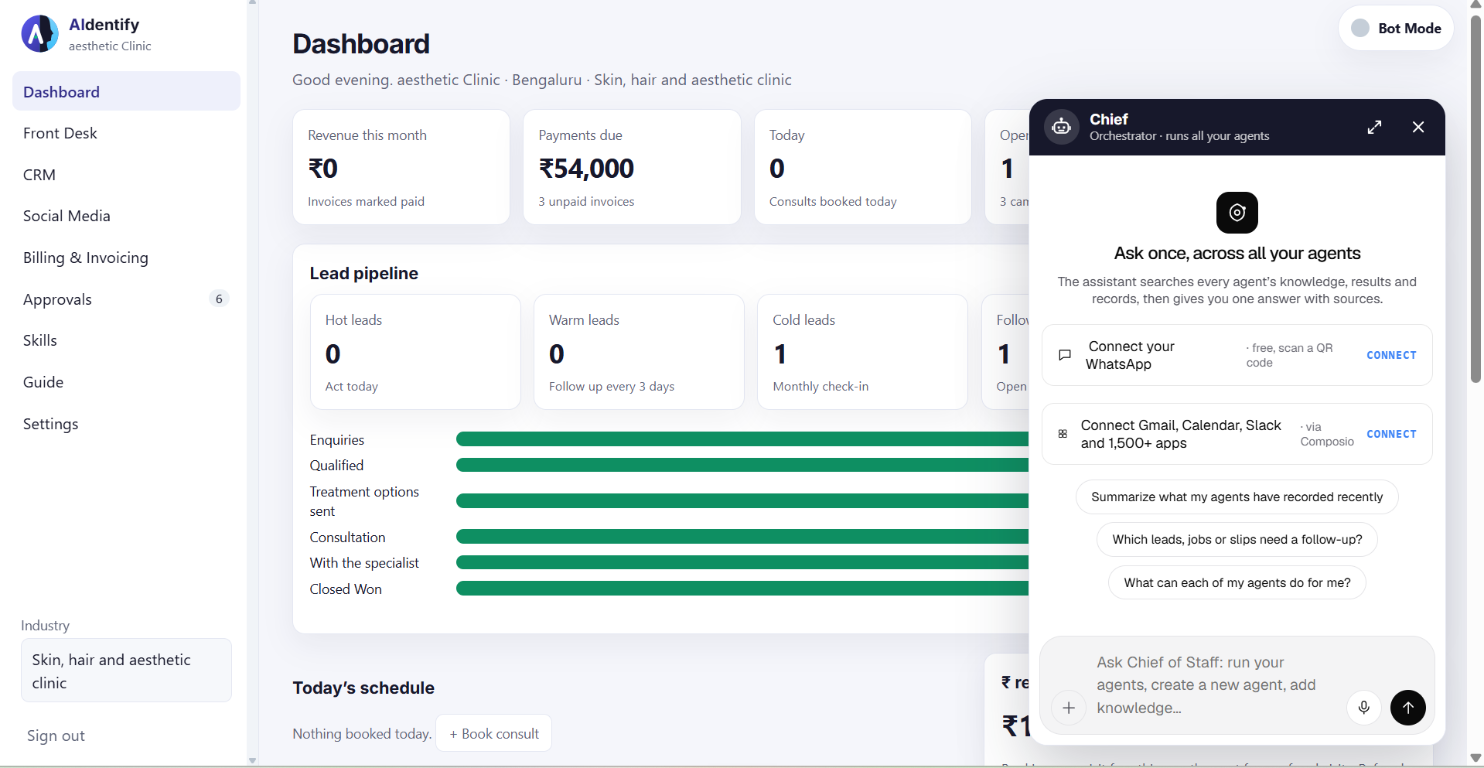 AIdentify
aesthetic Clinic
Dashboard
Front Desk
CRM
Social Media
Billing & Invoicing
Approvals 6
Skills
Guide
Settings
Industry
Skin, hair and aesthetic
clinic
Sign out
Dashboard
Good evening. aesthetic Clinic · Bengaluru · Skin, hair and aesthetic clinic
Bot Mode
Revenue this month
₹0
Invoices marked paid
Payments due
₹54,000
3 unpaid invoices
Today
0
Consults booked today
1
Lead pipeline
Hot leads
0
Act today
Warm leads
0
Follow up every 3 days
Cold leads
1
Monthly check-in
1
Open
Enquiries
Qualified
Treatment options
sent
Consultation
With the specialist
Closed Won
Today's schedule
Nothing booked today. + Book consult
Chief
Orchestrator · runs all your agents
Ask once, across all your agents
The assistant searches every agent's knowledge, results and
records, then gives you one answer with sources.
Connect your
WhatsApp
· free, scan a QR
code
CONNECT
Connect Gmail, Calendar, Slack
and 1,500+ apps
· via
Composio
CONNECT
Summarize what my agents have recorded recently
Which leads, jobs or slips need a follow-up?
What can each of my agents do for me?
Ask Chief of Staff: run your
agents, create a new agent, add
knowledge...